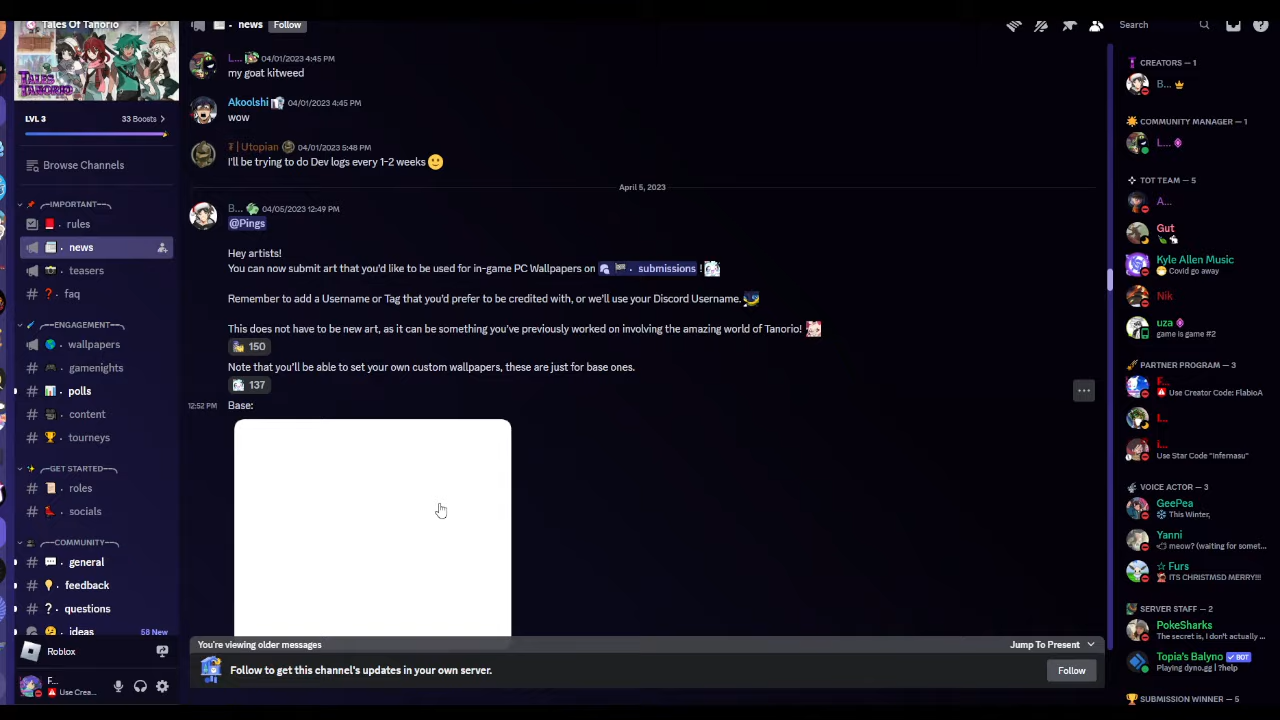 Tales Of Tanorio
TALES
TANORIO
LVL 3
33 Boosts
Browse Channels
IMPORTANT
rules
news
teasers
faq
ENGAGEMENT
wallpapers
gamenights
polls
content
tourneys
GET STARTED
roles
socials
COMMUNITY
general
feedback
questions
ideas
58 New
Roblox
F...
Use Crea...
news
Follow
L... 04/01/2023 4:45 PM
my goat kitweed
Akoolshi 04/01/2023 4:45 PM
wow
₮ | Utopian 04/01/2023 5:48 PM
I'll be trying to do Dev logs every 1-2 weeks
April 5, 2023
B... 04/05/2023 12:49 PM
@Pings
Hey artists!
You can now submit art that you'd like to be used for in-game PC Wallpapers on submissions !
Remember to add a Username or Tag that you'd prefer to be credited with, or we'll use your Discord Username.
This does not have to be new art, as it can be something you've previously worked on involving the amazing world of Tanorio!
150
Note that you'll be able to set your own custom wallpapers, these are just for base ones.
137
12:52 PM Base:
You're viewing older messages
Jump To Present
Follow to get this channel's updates in your own server.
Follow
Search
CREATORS — 1
B...
COMMUNITY MANAGER — 1
L...
TOT TEAM — 5
A...
Gut
Kyle Allen Music
Covid go away
Nik
uza
game is game #2
PARTNER PROGRAM — 3
F...
Use Creator Code: FlabioA
I...
i...
Use Star Code "Infernasu"
VOICE ACTOR — 3
GeePea
This Winter,
Yanni
meow? (waiting for somet...
☆ Furs
ITS CHRISTMSD MERRY!!!
SERVER STAFF — 2
PokeSharks
The secret is, I don't actually ...
Topia's Balyno BOT
Playing dyno.gg | ?help
SUBMISSION WINNER — 5